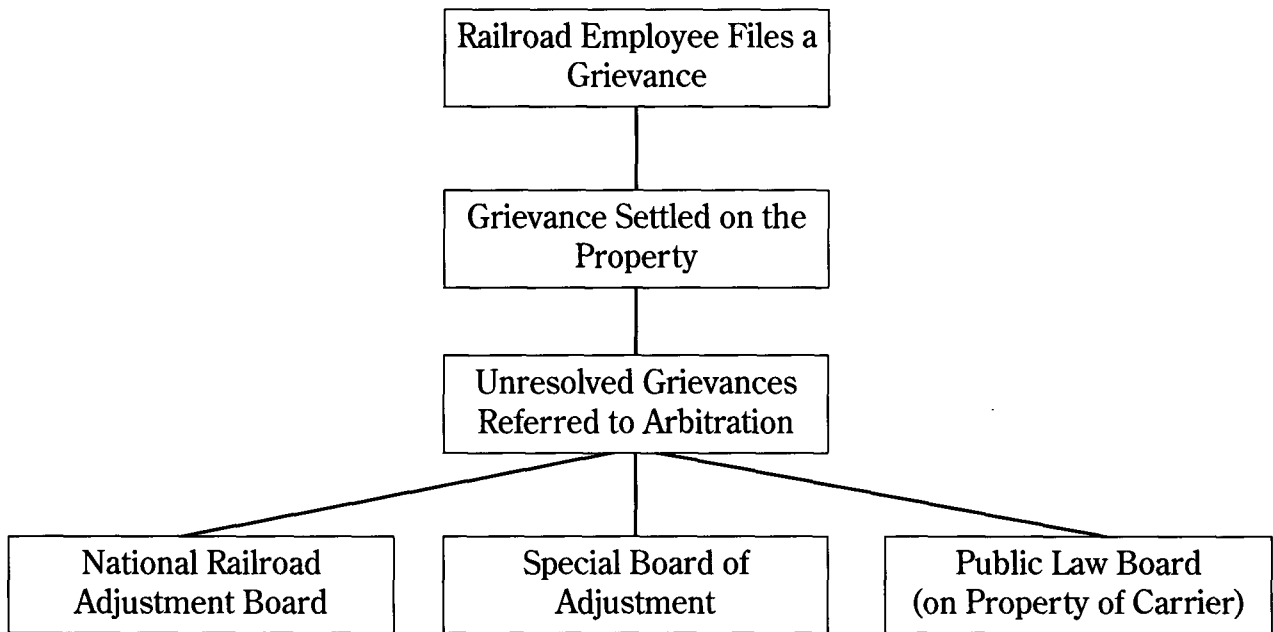 Railroad Employee Files a
Grievance
Grievance Settled on the
Property
Unresolved Grievances
Referred to Arbitration
National Railroad
Adjustment Board
Special Board of
Adjustment
Public Law Board
(on Property of Carrier)